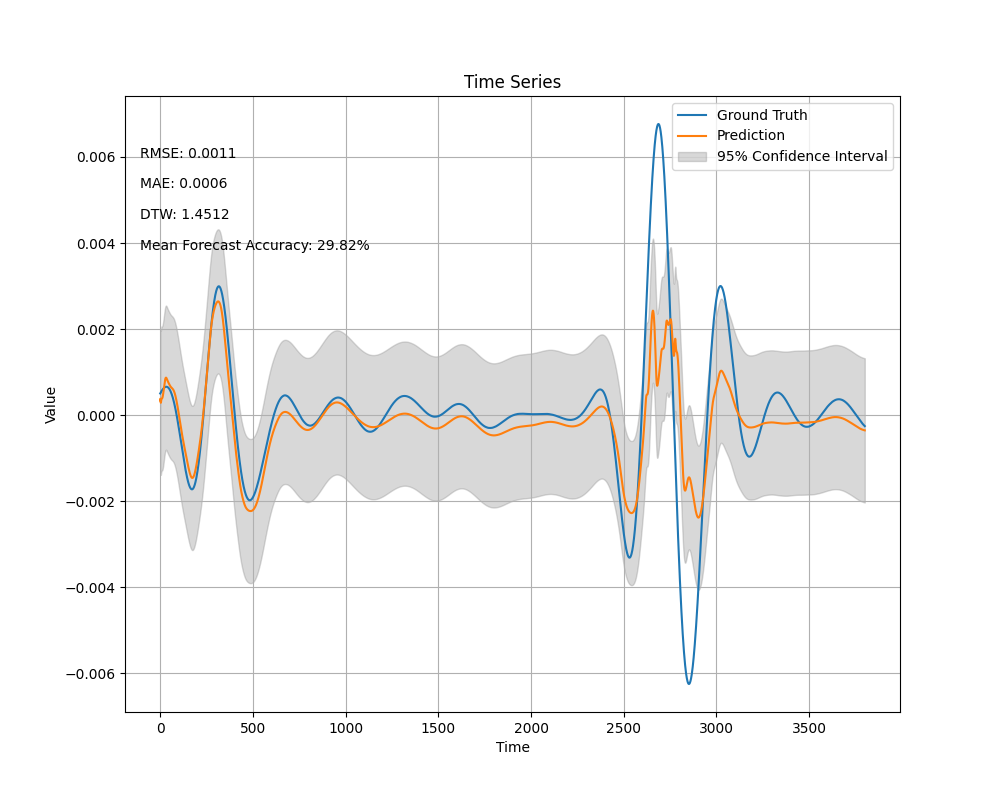 Time Series
Ground Truth
Prediction
95% Confidence Interval
RMSE: 0.0011
MAE: 0.0006
DTW: 1.4512
Mean Forecast Accuracy: 29.82%
0.006
0.004
0.002
0.000
−0.002
−0.004
−0.006
Value
0
500
1000
1500
2000
2500
3000
3500
Time